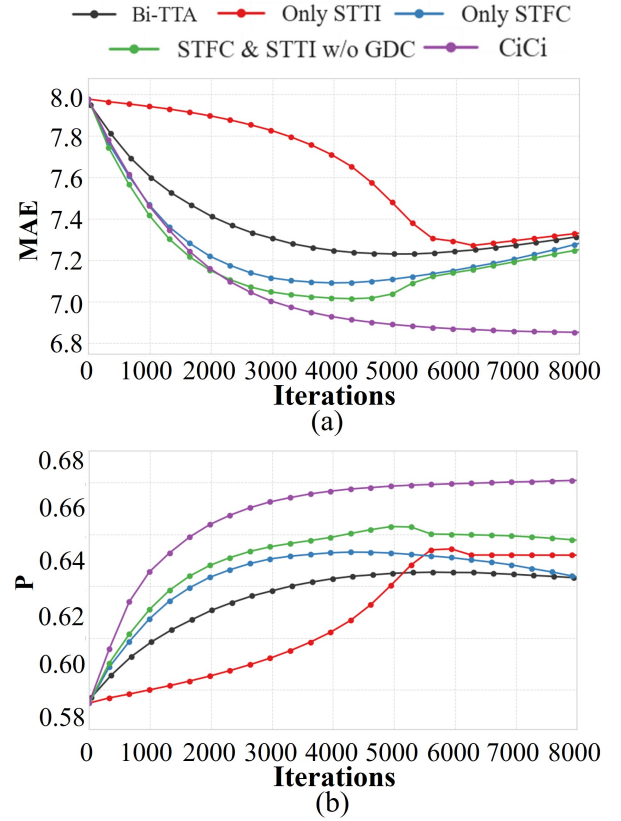 Bi-TTA Only STTI Only STFC
STFC & STTI w/o GDC CiCi
8.0
7.8
7.6
7.4
7.2
7.0
6.8
MAE
0 1000 2000 3000 4000 5000 6000 7000 8000
Iterations
(a)
0.68
0.66
0.64
0.62
0.60
0.58
P
0 1000 2000 3000 4000 5000 6000 7000 8000
Iterations
(b)